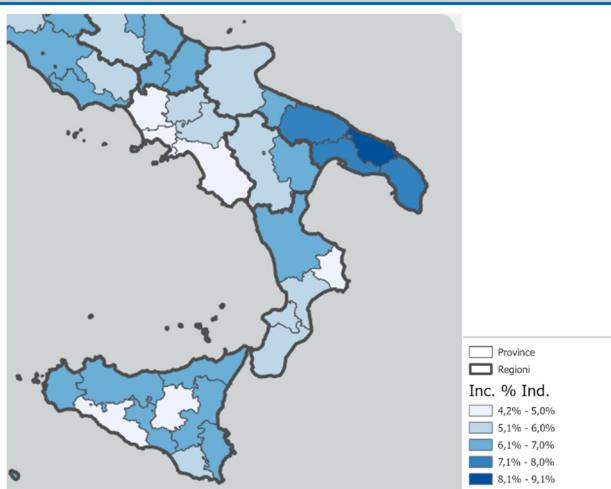 Province
Regioni
Inc. % Ind.
4,2% - 5,0%
5,1% - 6,0%
6,1% - 7,0%
7,1% - 8,0%
8,1% - 9,1%